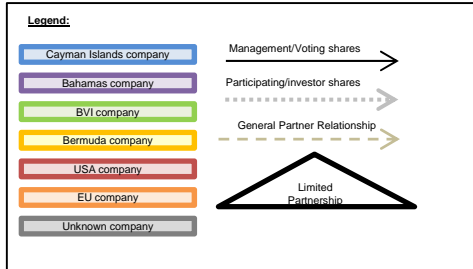 Legend:
Cayman Islands company
Management/Voting shares
Bahamas company
Participating/investor shares
BVI company
General Partner Relationship
Bermuda company
USA company
Limited
Partnership
EU company
Unknown company